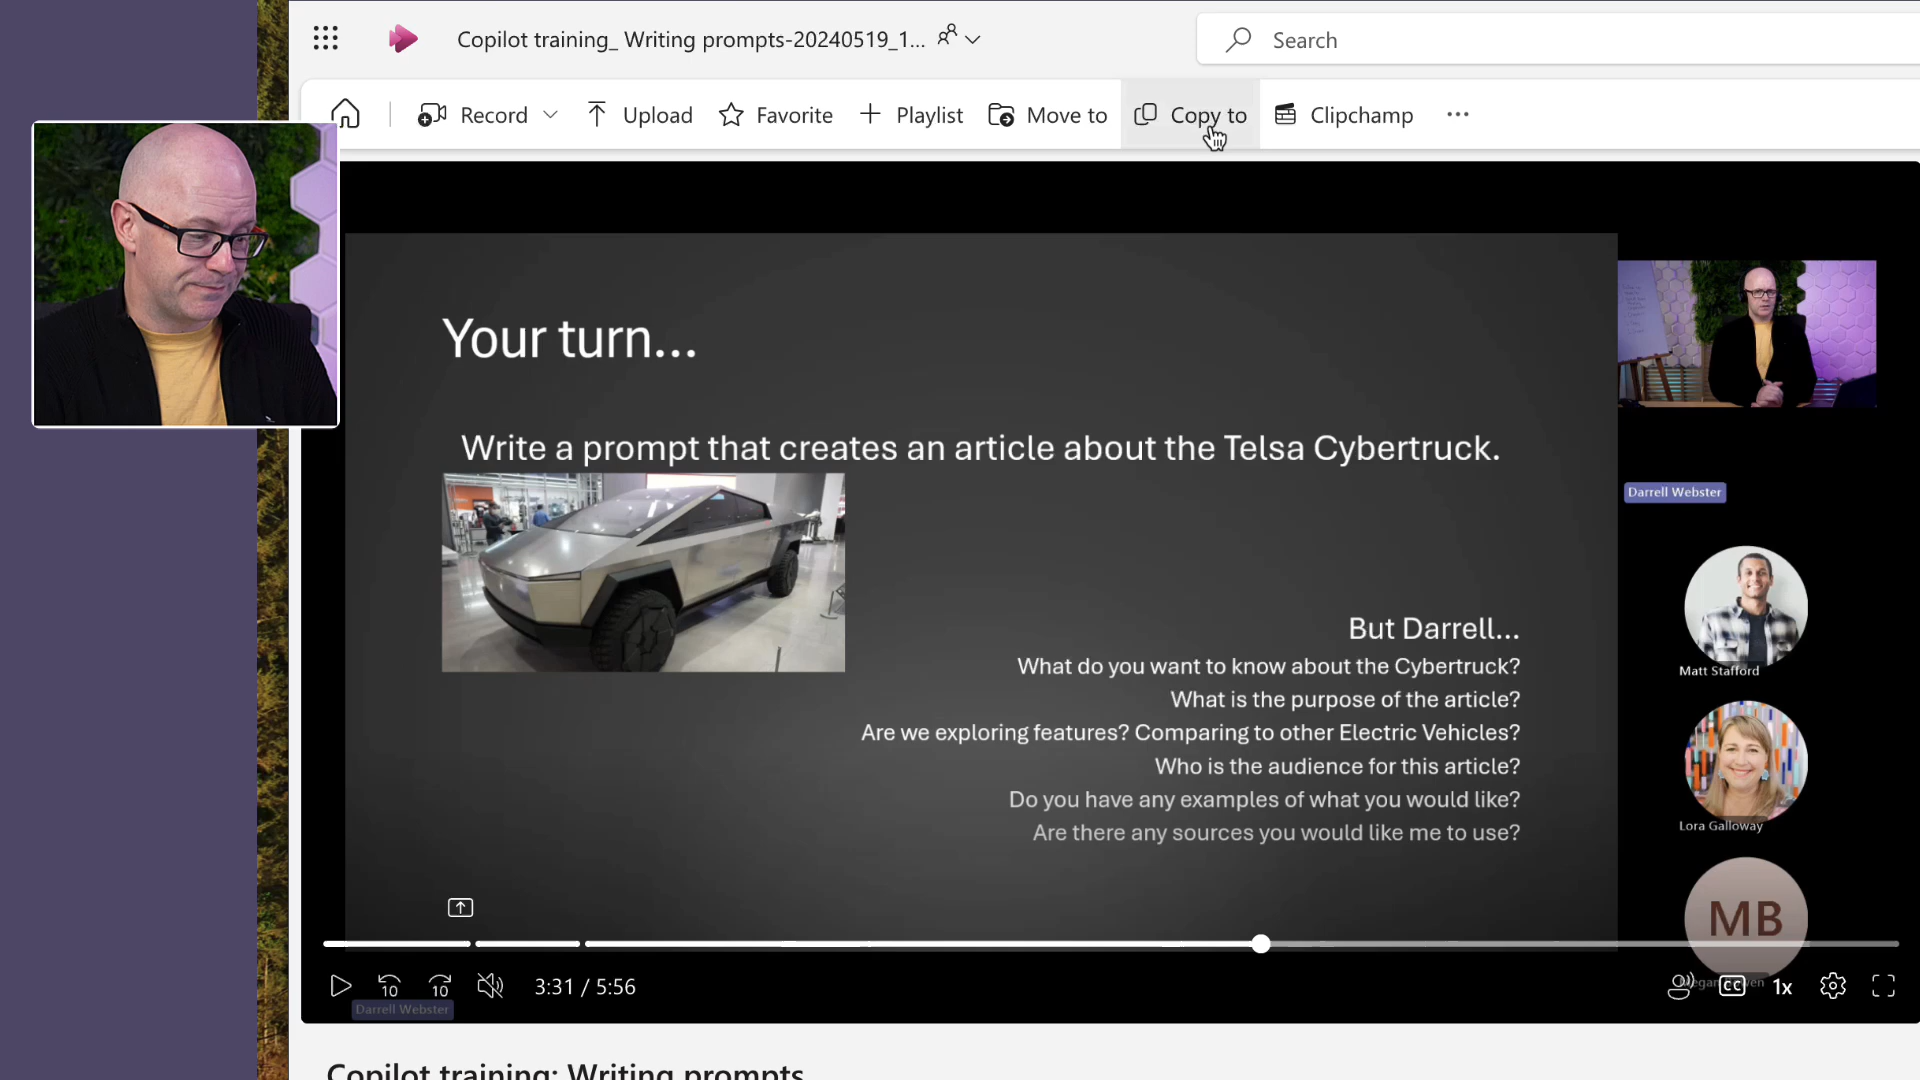 Copilot training_ Writing prompts-20240519_1...
Search
Record
Upload
Favorite
Playlist
Move to
Copy to
Clipchamp
Your turn...
Write a prompt that creates an article about the Telsa Cybertruck.
But Darrell...
What do you want to know about the Cybertruck?
What is the purpose of the article?
Are we exploring features? Comparing to other Electric Vehicles?
Who is the audience for this article?
Do you have any examples of what you would like?
Are there any sources you would like me to use?
Darrell Webster
Matt Stafford
Lora Galloway
MB
10
10
3:31 / 5:56
CC
1x
Darrell Webster
Copilot training: Writing prompts